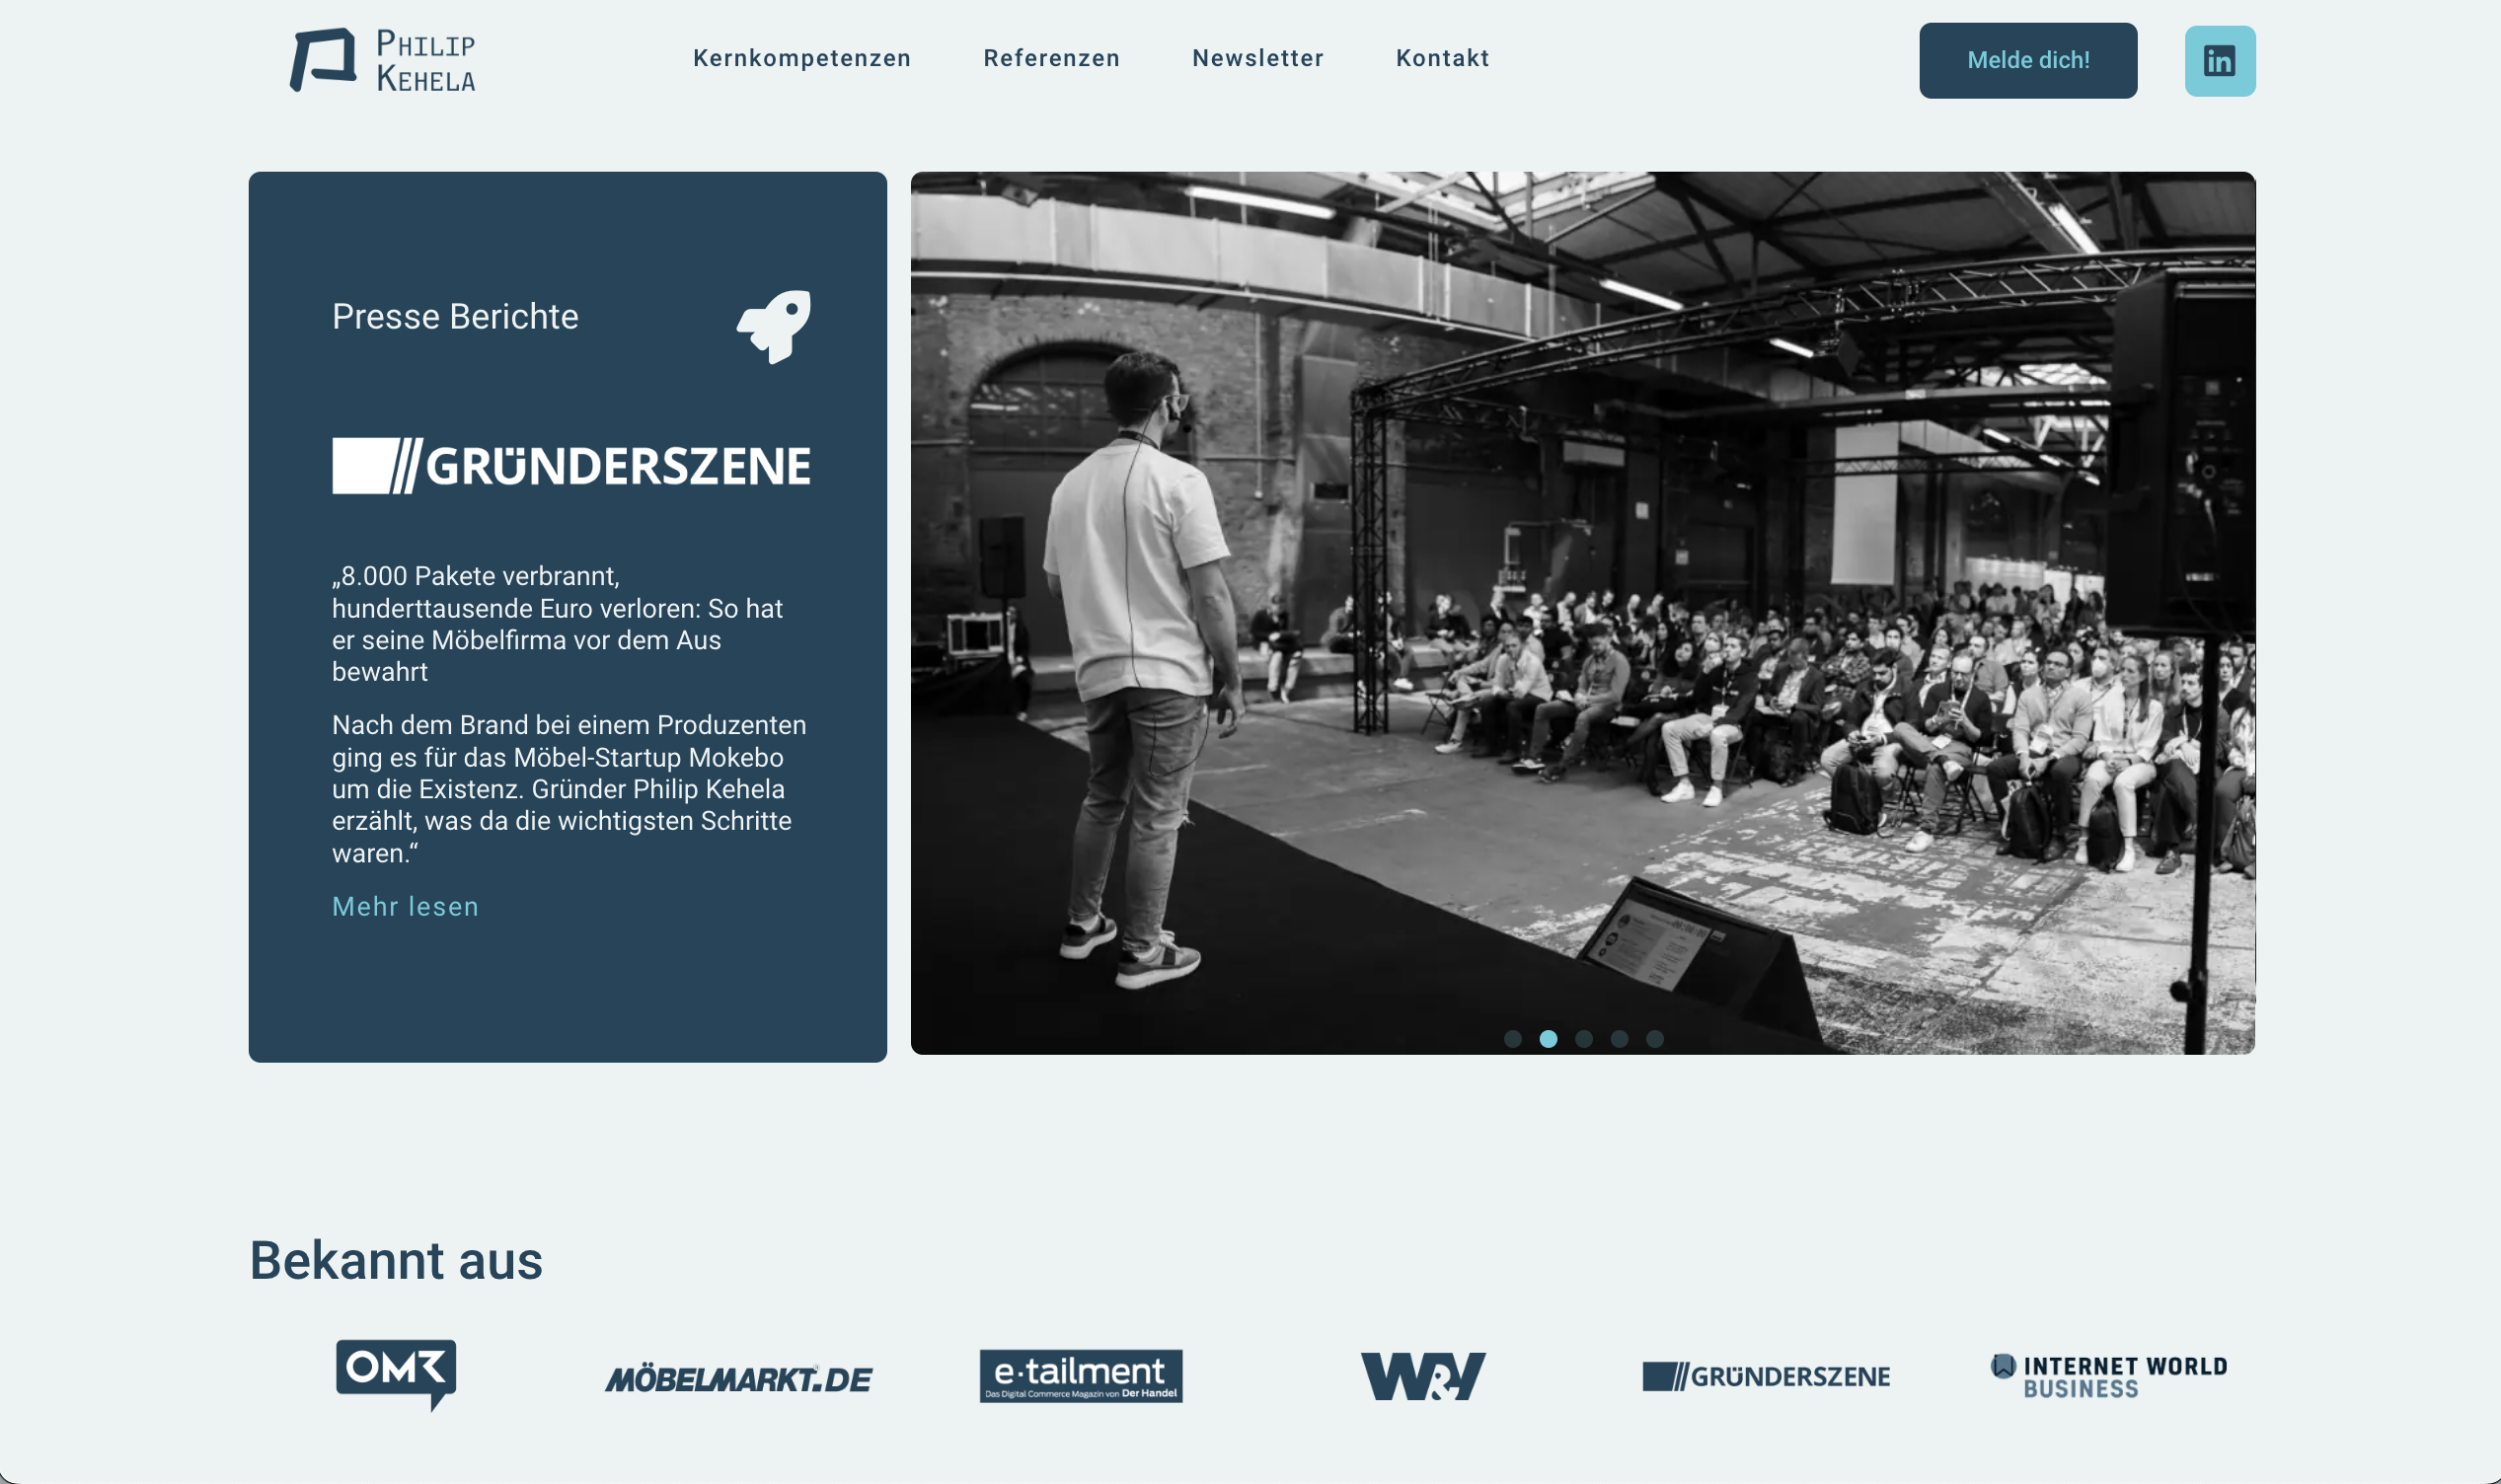 PHILIP
KEHELA
Kernkompetenzen
Referenzen
Newsletter
Kontakt
Melde dich!
in
Presse Berichte
GRÜNDERSZENE
„8.000 Pakete verbrannt,
hunderttausende Euro verloren: So hat
er seine Möbelfirma vor dem Aus
bewahrt
Nach dem Brand bei einem Produzenten
ging es für das Möbel-Startup Mokebo
um die Existenz. Gründer Philip Kehela
erzählt, was da die wichtigsten Schritte
waren.“
Mehr lesen
Bekannt aus
OMR
MÖBELMARKT.DE
e·tailment
Das Digital Commerce Magazin von Der Handel
W&V
GRÜNDERSZENE
INTERNET WORLD
BUSINESS